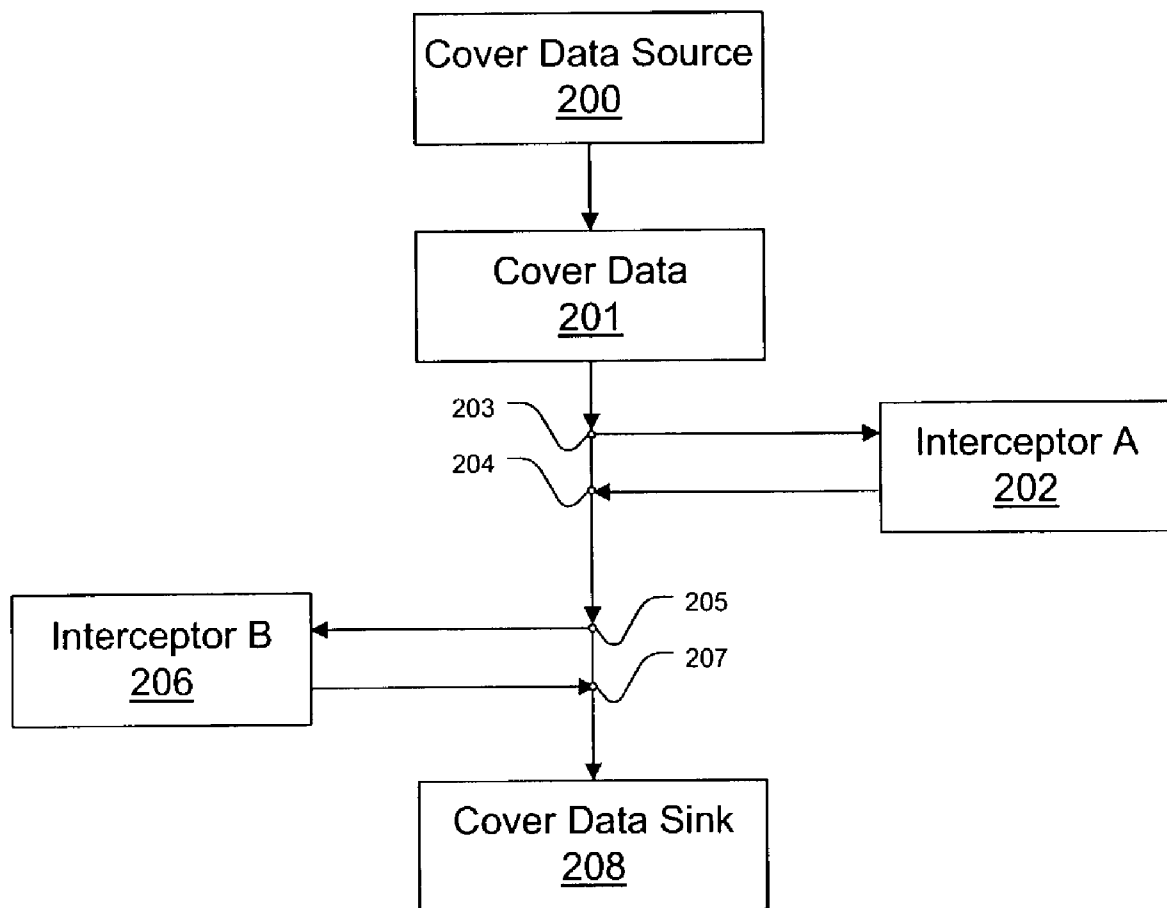 Cover Data Source
200
Cover Data
201
203
204
Interceptor A
202
Interceptor B
206
205
207
Cover Data Sink
208